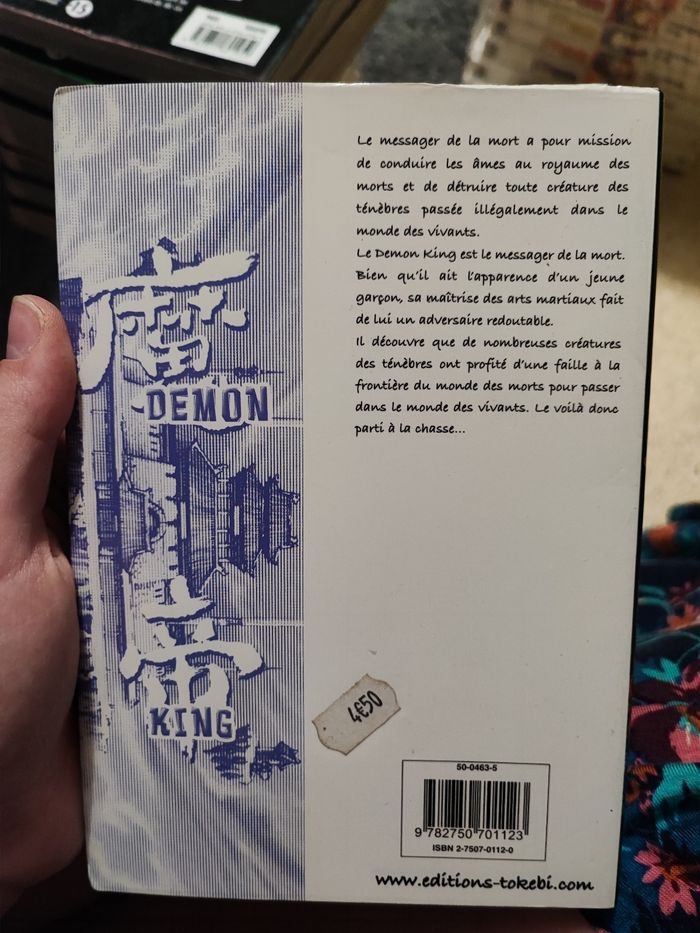 15
魔
DEMON
帝
KING
Le messager de la mort a pour mission
de conduire les âmes au royaume des
morts et de détruire toute créature des
ténèbres passée illégalement dans le
monde des vivants.
Le Demon King est le messager de la mort.
Bien qu'il ait l'apparence d'un jeune
garçon, sa maîtrise des arts martiaux fait
de lui un adversaire redoutable.
Il découvre que de nombreuses créatures
des ténèbres ont profité d'une faille à la
frontière du monde des morts pour passer
dans le monde des vivants. Le voilà donc
parti à la chasse...
4€50
50-0463-5
9 782750 701123
ISBN 2-7507-0112-0
www.editions-tokebi.com